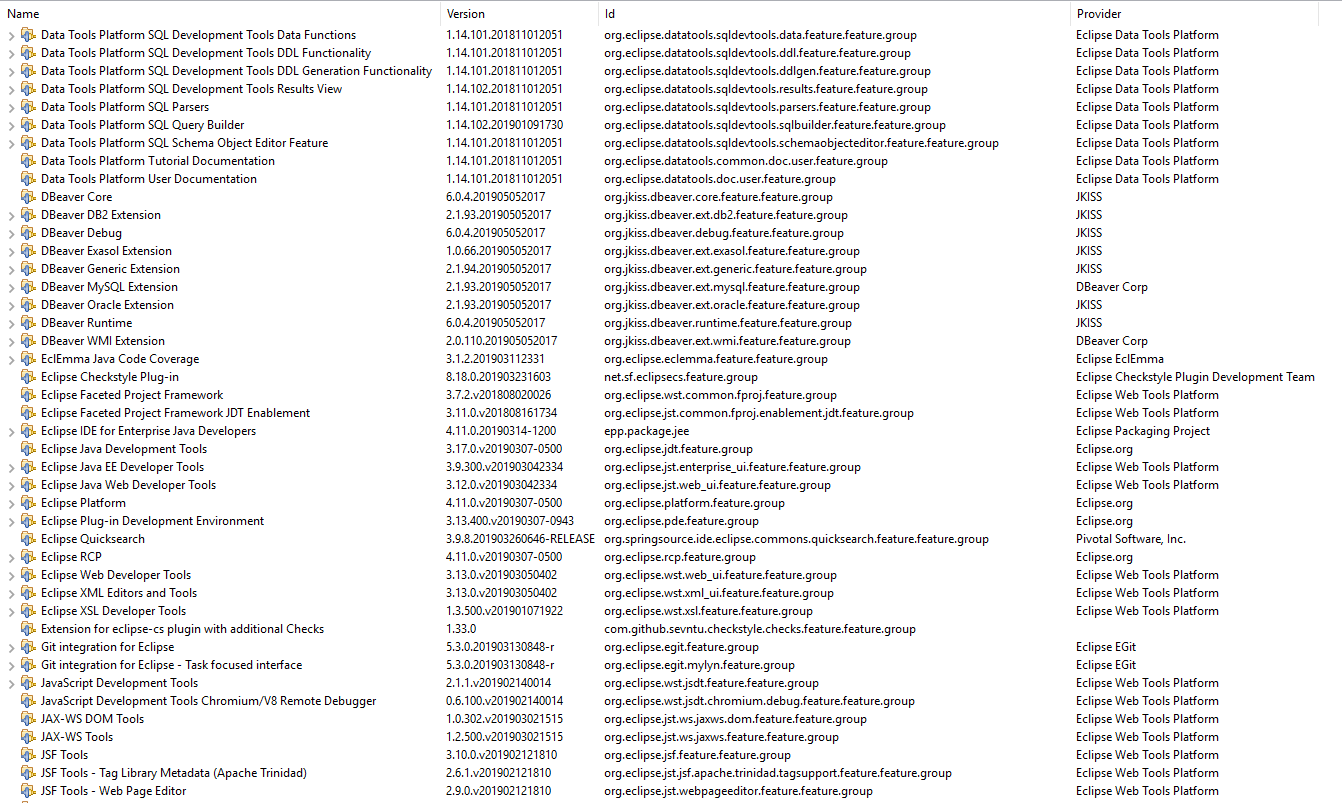 Name Version Id Provider
Data Tools Platform SQL Development Tools Data Functions 1.14.101.201811012051 org.eclipse.datatools.sqldevtools.data.feature.feature.group Eclipse Data Tools Platform
Data Tools Platform SQL Development Tools DDL Functionality 1.14.101.201811012051 org.eclipse.datatools.sqldevtools.ddl.feature.feature.group Eclipse Data Tools Platform
Data Tools Platform SQL Development Tools DDL Generation Functionality 1.14.101.201811012051 org.eclipse.datatools.sqldevtools.ddlgen.feature.feature.group Eclipse Data Tools Platform
Data Tools Platform SQL Development Tools Results View 1.14.102.201811012051 org.eclipse.datatools.sqldevtools.results.feature.feature.group Eclipse Data Tools Platform
Data Tools Platform SQL Parsers 1.14.101.201811012051 org.eclipse.datatools.sqldevtools.parsers.feature.feature.group Eclipse Data Tools Platform
Data Tools Platform SQL Query Builder 1.14.102.201901091730 org.eclipse.datatools.sqldevtools.sqlbuilder.feature.feature.group Eclipse Data Tools Platform
Data Tools Platform SQL Schema Object Editor Feature 1.14.101.201811012051 org.eclipse.datatools.sqldevtools.schemaobjecteditor.feature.feature.group Eclipse Data Tools Platform
Data Tools Platform Tutorial Documentation 1.14.101.201811012051 org.eclipse.datatools.common.doc.user.feature.group Eclipse Data Tools Platform
Data Tools Platform User Documentation 1.14.101.201811012051 org.eclipse.datatools.doc.user.feature.group Eclipse Data Tools Platform
DBeaver Core 6.0.4.201905052017 org.jkiss.dbeaver.core.feature.feature.group JKISS
DBeaver DB2 Extension 2.1.93.201905052017 org.jkiss.dbeaver.ext.db2.feature.feature.group JKISS
DBeaver Debug 6.0.4.201905052017 org.jkiss.dbeaver.debug.feature.feature.group JKISS
DBeaver Exasol Extension 1.0.66.201905052017 org.jkiss.dbeaver.ext.exasol.feature.feature.group JKISS
DBeaver Generic Extension 2.1.94.201905052017 org.jkiss.dbeaver.ext.generic.feature.feature.group JKISS
DBeaver MySQL Extension 2.1.93.201905052017 org.jkiss.dbeaver.ext.mysql.feature.feature.group DBeaver Corp
DBeaver Oracle Extension 2.1.93.201905052017 org.jkiss.dbeaver.ext.oracle.feature.feature.group JKISS
DBeaver Runtime 6.0.4.201905052017 org.jkiss.dbeaver.runtime.feature.feature.group JKISS
DBeaver WMI Extension 2.0.110.201905052017 org.jkiss.dbeaver.ext.wmi.feature.feature.group DBeaver Corp
EclEmma Java Code Coverage 3.1.2.201903112331 org.eclipse.eclemma.feature.feature.group Eclipse EclEmma
Eclipse Checkstyle Plug-in 8.18.0.201903231603 net.sf.eclipsecs.feature.group Eclipse Checkstyle Plugin Development Team
Eclipse Faceted Project Framework 3.7.2.v201808020026 org.eclipse.wst.common.fproj.feature.group Eclipse Web Tools Platform
Eclipse Faceted Project Framework JDT Enablement 3.11.0.v201808161734 org.eclipse.jst.common.fproj.enablement.jdt.feature.group Eclipse Web Tools Platform
Eclipse IDE for Enterprise Java Developers 4.11.0.20190314-1200 epp.package.jee Eclipse Packaging Project
Eclipse Java Development Tools 3.17.0.v20190307-0500 org.eclipse.jdt.feature.group Eclipse.org
Eclipse Java EE Developer Tools 3.9.300.v201903042334 org.eclipse.jst.enterprise_ui.feature.feature.group Eclipse Web Tools Platform
Eclipse Java Web Developer Tools 3.12.0.v201903042334 org.eclipse.jst.web_ui.feature.feature.group Eclipse Web Tools Platform
Eclipse Platform 4.11.0.v20190307-0500 org.eclipse.platform.feature.group Eclipse.org
Eclipse Plug-in Development Environment 3.13.400.v20190307-0943 org.eclipse.pde.feature.group Eclipse.org
Eclipse Quicksearch 3.9.8.201903260646-RELEASE org.springsource.ide.eclipse.commons.quicksearch.feature.feature.group Pivotal Software, Inc.
Eclipse RCP 4.11.0.v20190307-0500 org.eclipse.rcp.feature.group Eclipse.org
Eclipse Web Developer Tools 3.13.0.v201903050402 org.eclipse.wst.web_ui.feature.feature.group Eclipse Web Tools Platform
Eclipse XML Editors and Tools 3.13.0.v201903050402 org.eclipse.wst.xml_ui.feature.feature.group Eclipse Web Tools Platform
Eclipse XSL Developer Tools 1.3.500.v201901071922 org.eclipse.wst.xsl.feature.feature.group Eclipse Web Tools Platform
Extension for eclipse-cs plugin with additional Checks 1.33.0 com.github.sevntu.checkstyle.checks.feature.feature.group
Git integration for Eclipse 5.3.0.201903130848-r org.eclipse.egit.feature.group Eclipse EGit
Git integration for Eclipse - Task focused interface 5.3.0.201903130848-r org.eclipse.egit.mylyn.feature.group Eclipse EGit
JavaScript Development Tools 2.1.1.v201902140014 org.eclipse.wst.jsdt.feature.feature.group Eclipse Web Tools Platform
JavaScript Development Tools Chromium/V8 Remote Debugger 0.6.100.v201902140014 org.eclipse.wst.jsdt.chromium.debug.feature.feature.group Eclipse Web Tools Platform
JAX-WS DOM Tools 1.0.302.v201903021515 org.eclipse.jst.ws.jaxws.dom.feature.feature.group Eclipse Web Tools Platform
JAX-WS Tools 1.2.500.v201903021515 org.eclipse.jst.ws.jaxws.feature.feature.group Eclipse Web Tools Platform
JSF Tools 3.10.0.v201902121810 org.eclipse.jsf.feature.feature.group Eclipse Web Tools Platform
JSF Tools - Tag Library Metadata (Apache Trinidad) 2.6.1.v201902121810 org.eclipse.jst.jsf.apache.trinidad.tagsupport.feature.feature.group Eclipse Web Tools Platform
JSF Tools - Web Page Editor 2.9.0.v201902121810 org.eclipse.jst.webpageeditor.feature.feature.group Eclipse Web Tools Platform